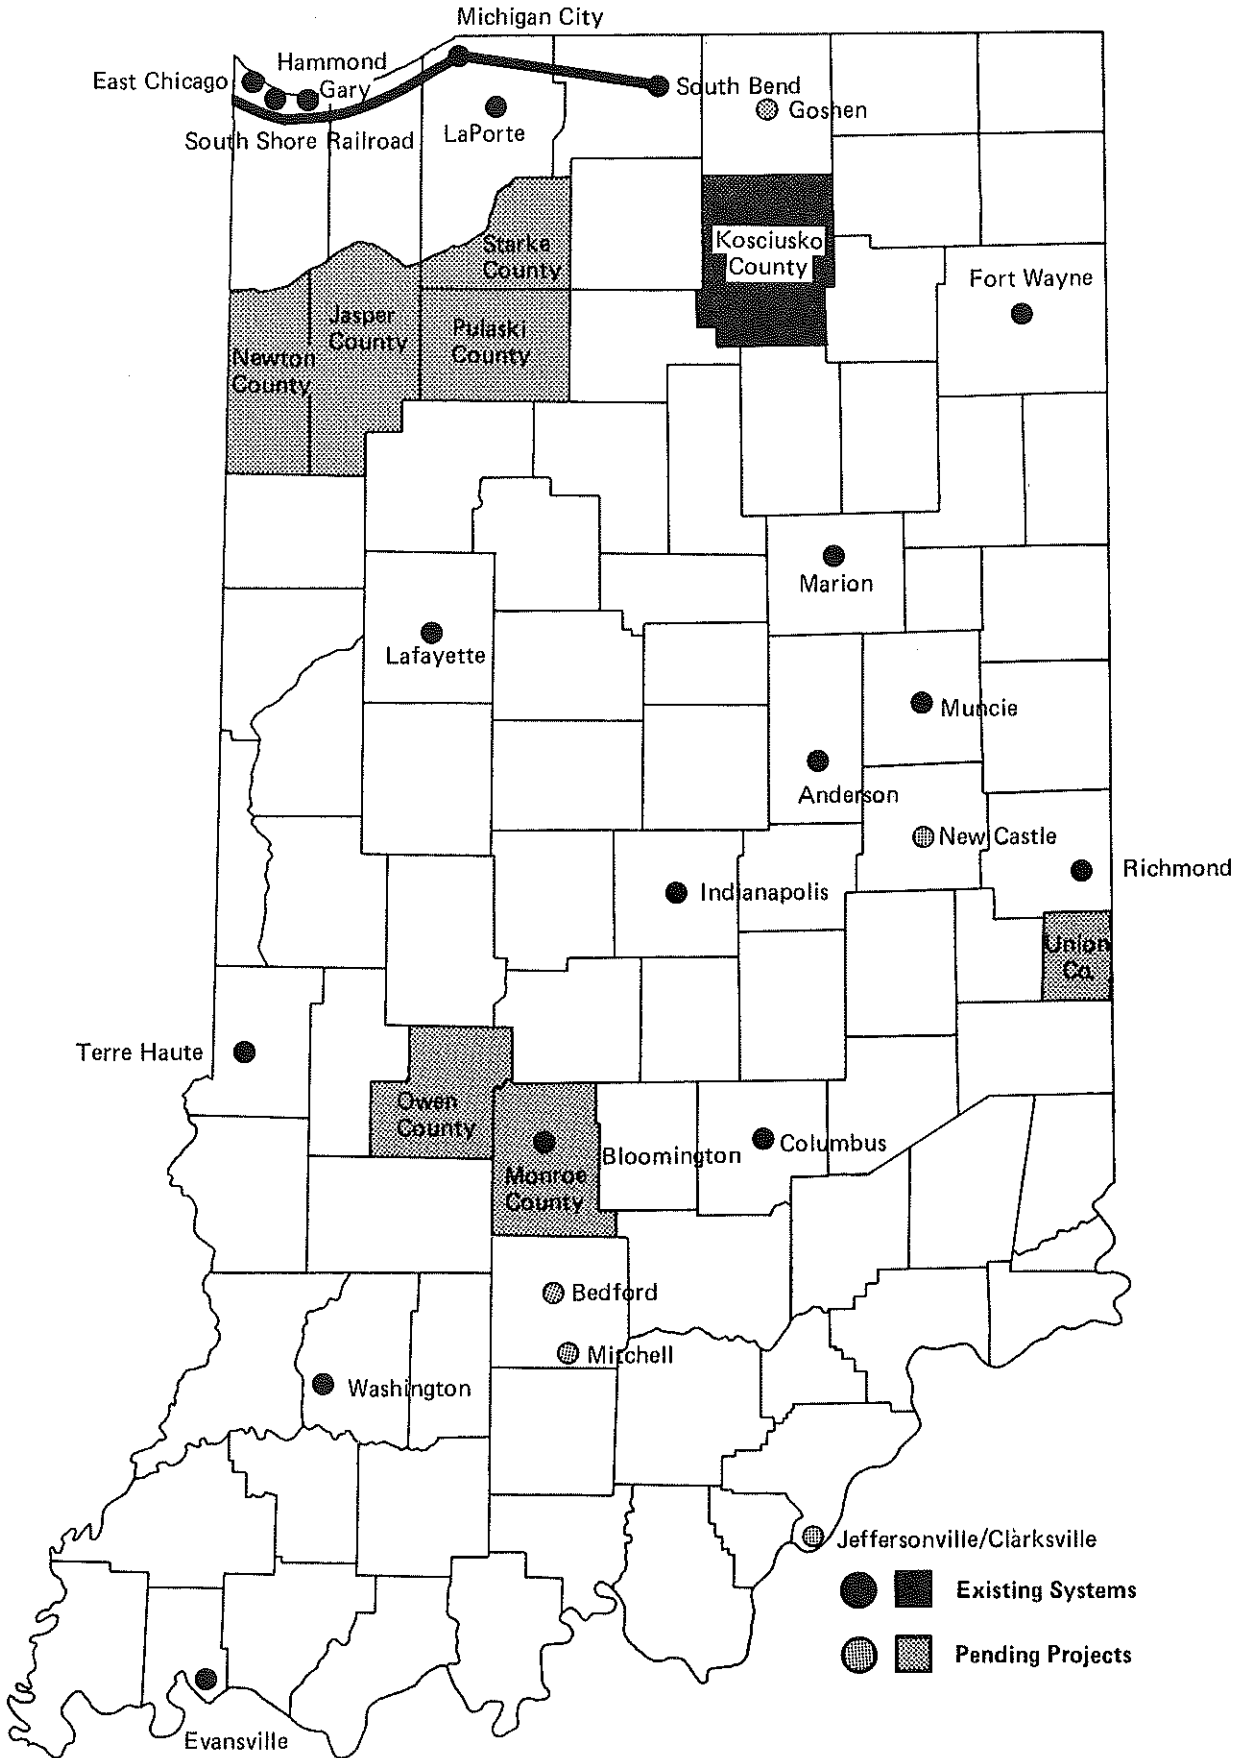 Michigan City
East Chicago
Hammond
Gary
South Bend
Goshen
South Shore Railroad
LaPorte
Starke
County
Kosciusko
County
Fort Wayne
Jasper
County
Pulaski
County
Newton
County
Marion
Lafayette
Muncie
Anderson
New Castle
Richmond
Indianapolis
Union
Co.
Terre Haute
Owen
County
Bloomington
Columbus
Monroe
County
Bedford
Mitchell
Washington
Jeffersonville/Clarksville
Existing Systems
Pending Projects
Evansville